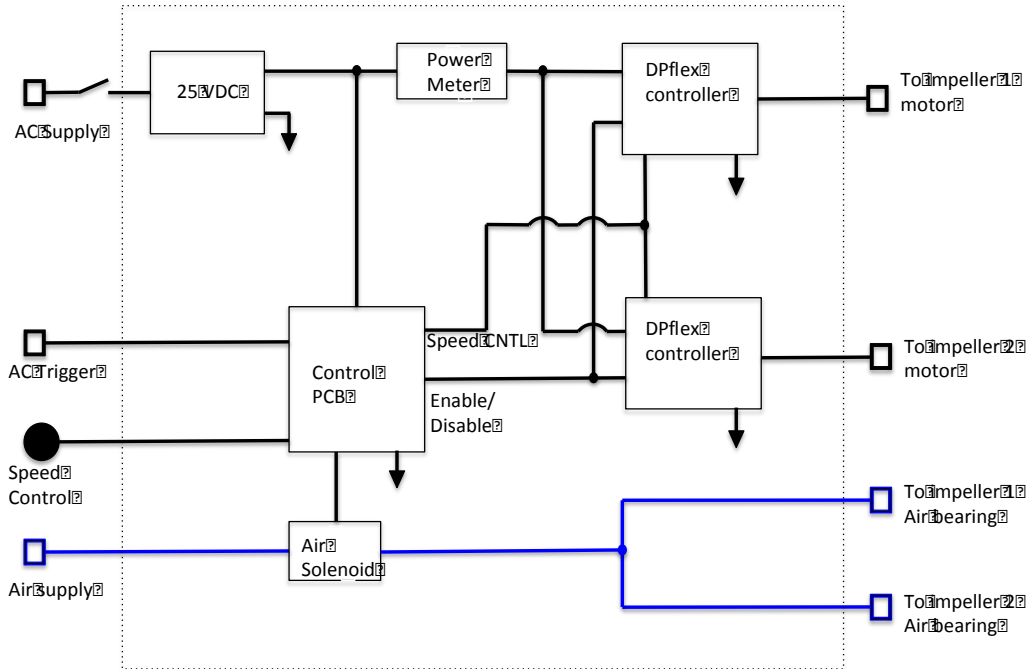 25 VDC
Power
Meter
DPflex
controller
To Impeller 1
motor
AC Supply
AC Trigger
Control
PCB
Speed CNTL
Enable/
Disable
DPflex
controller
To Impeller 2
motor
Speed
Control
Air supply
Air
Solenoid
To Impeller 1
Air bearing
To Impeller 2
Air bearing